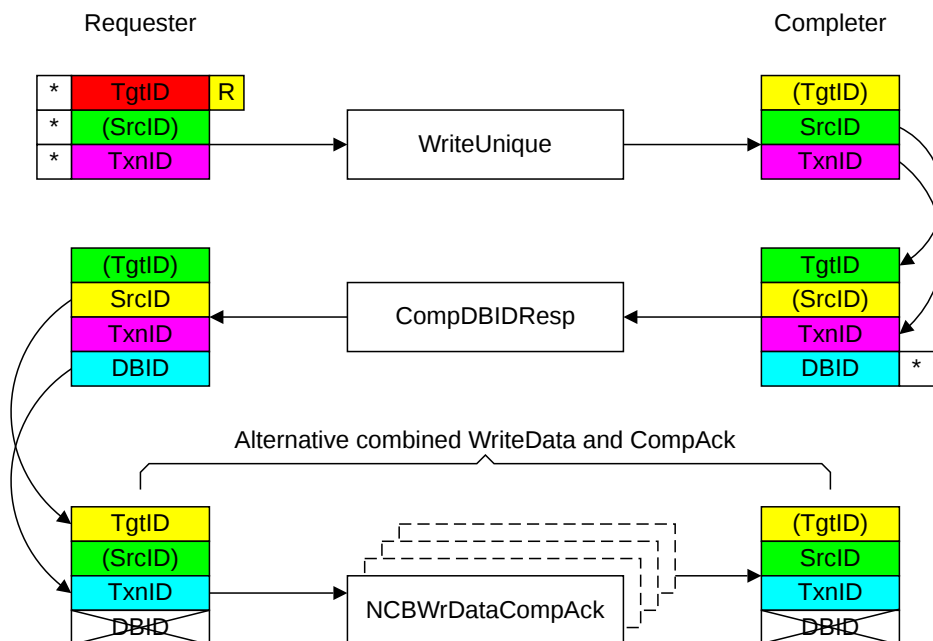 Requester
Completer
* TgtID R
* (SrcID)
* TxnID
WriteUnique
(TgtID)
SrcID
TxnID
(TgtID)
SrcID
TxnID
DBID
CompDBIDResp
TgtID
(SrcID)
TxnID
DBID *
Alternative combined WriteData and CompAck
TgtID
(SrcID)
TxnID
DBID
NCBWrDataCompAck
(TgtID)
SrcID
TxnID
DBID